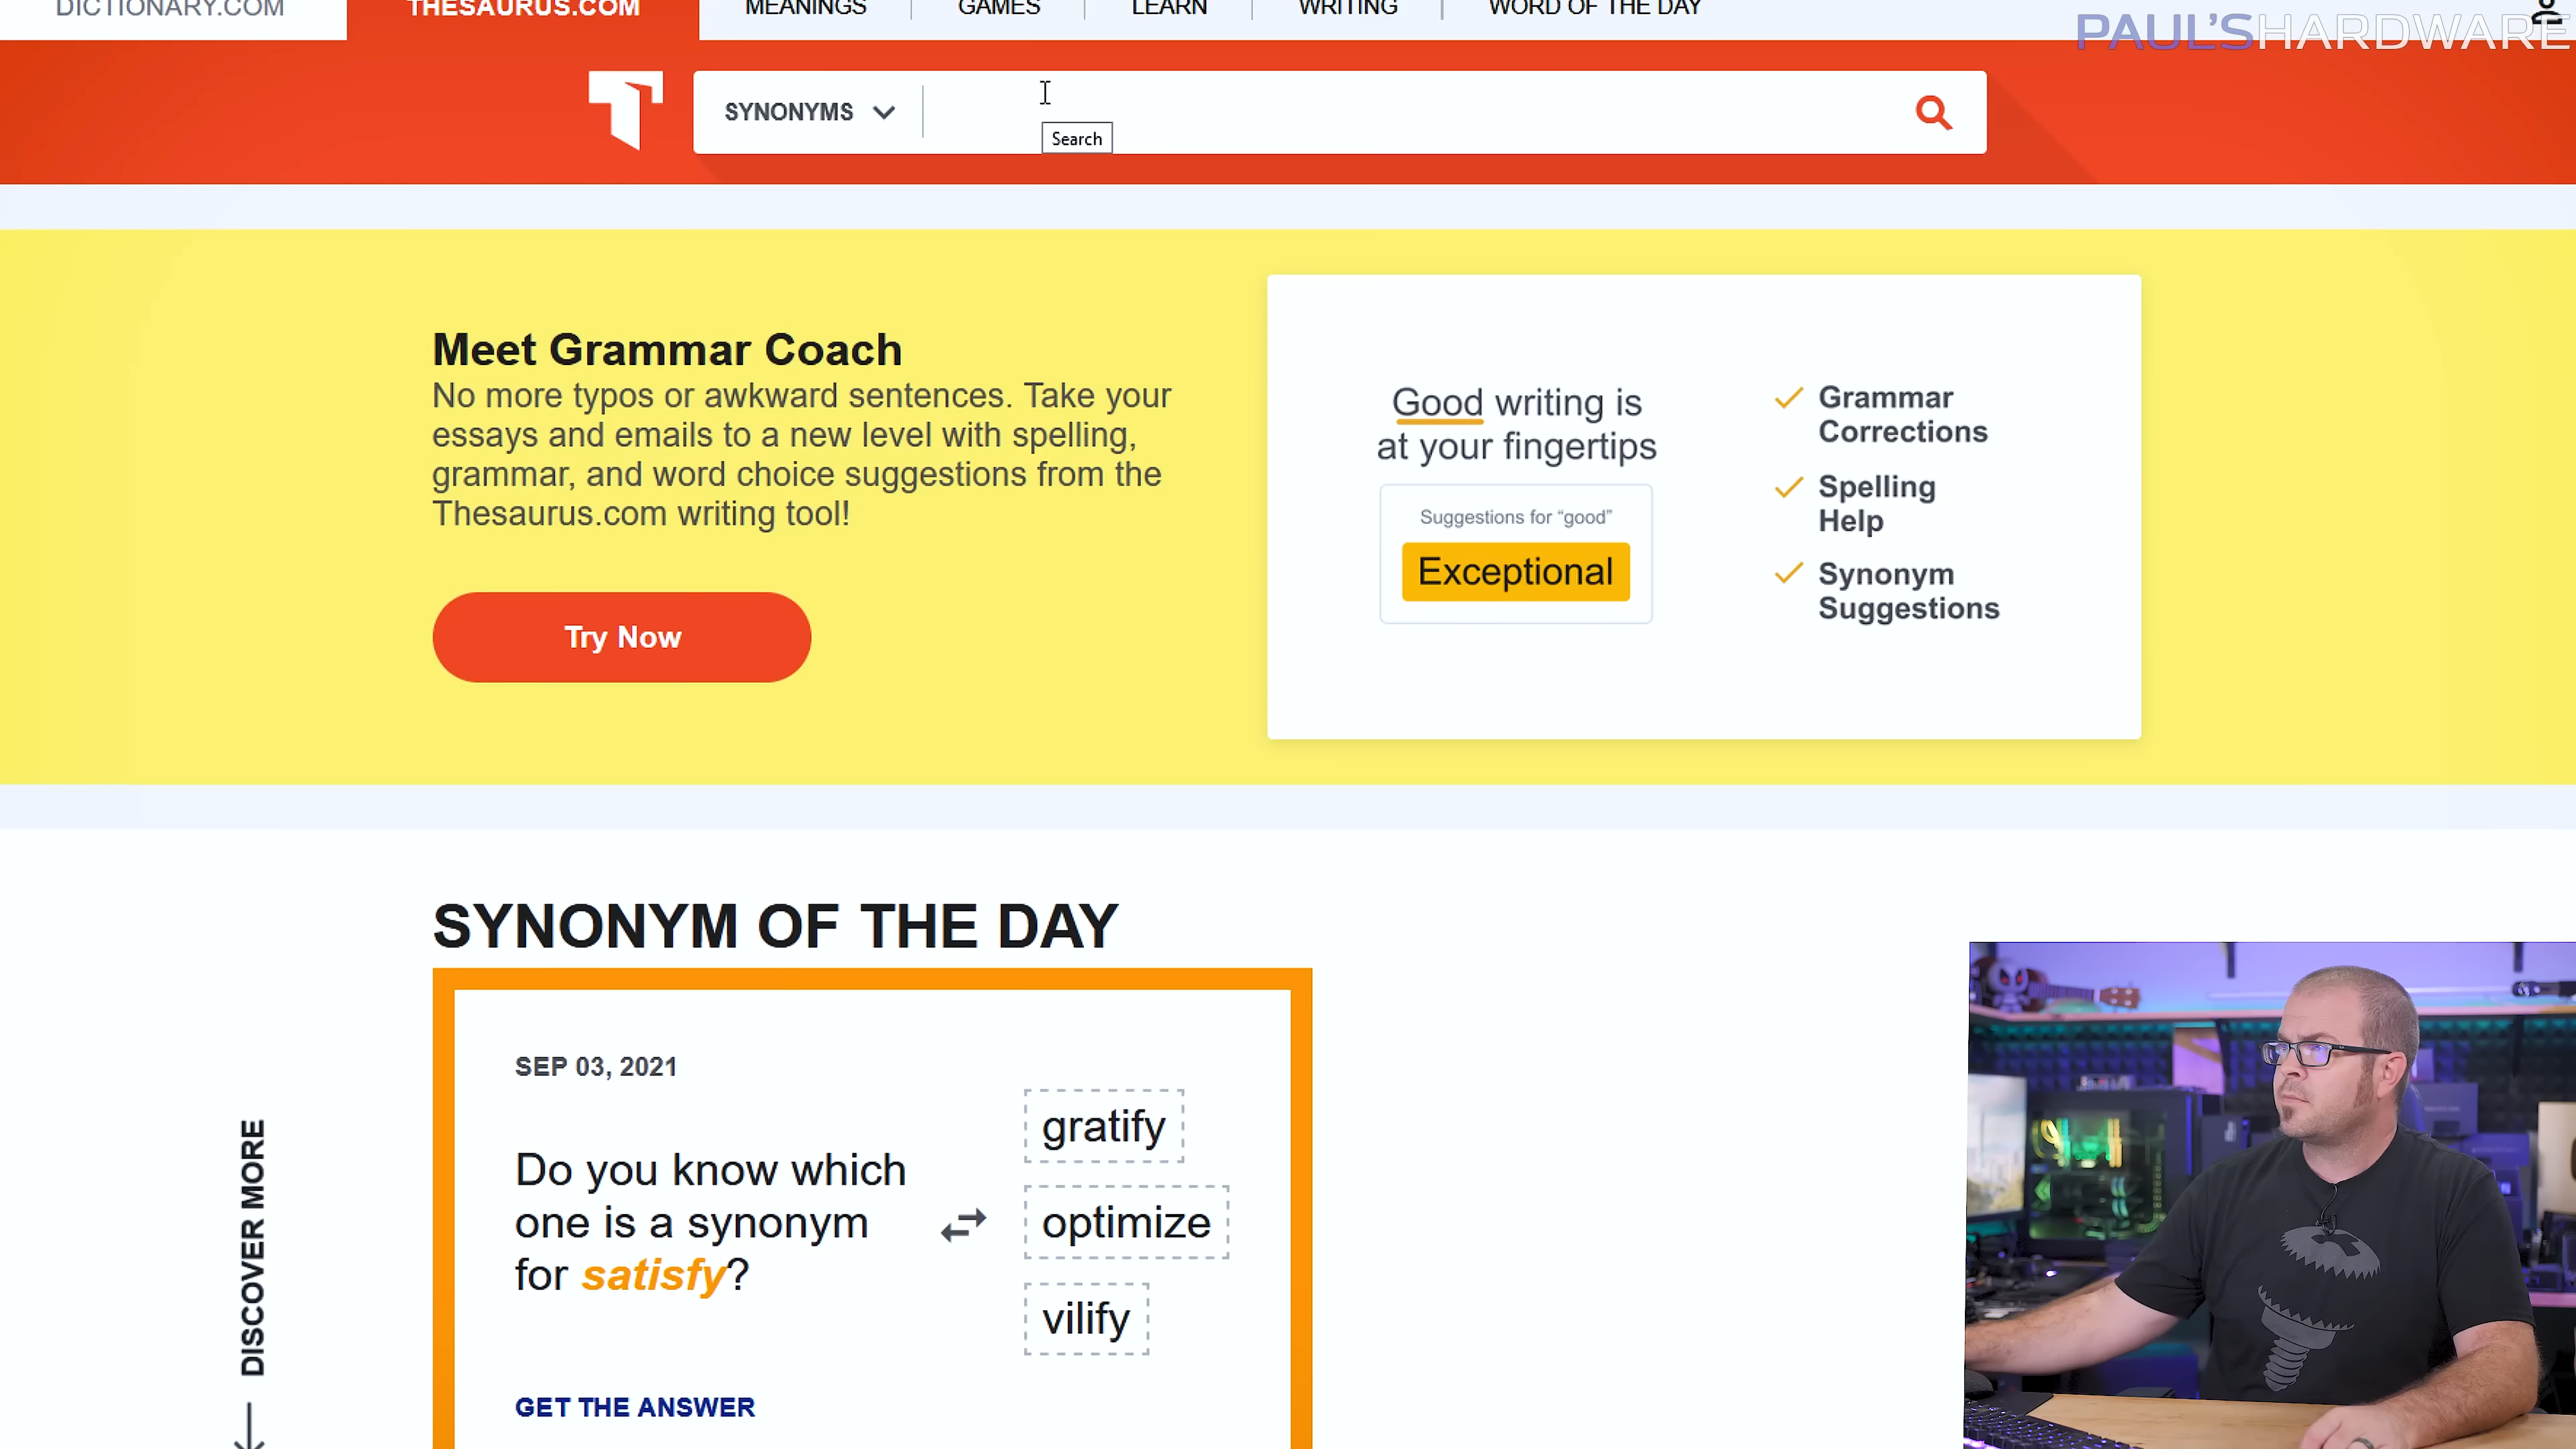 DICTIONARY.COM
THESAURUS.COM
MEANINGS
GAMES
LEARN
WRITING
WORD OF THE DAY
PAUL'SHARDWARE
SYNONYMS
Search
Meet Grammar Coach
No more typos or awkward sentences. Take your
essays and emails to a new level with spelling,
grammar, and word choice suggestions from the
Thesaurus.com writing tool!
Try Now
Good writing is
at your fingertips
Suggestions for “good”
Exceptional
Grammar
Corrections
Spelling
Help
Synonym
Suggestions
SYNONYM OF THE DAY
SEP 03, 2021
Do you know which
one is a synonym
for satisfy?
gratify
optimize
vilify
GET THE ANSWER
DISCOVER MORE